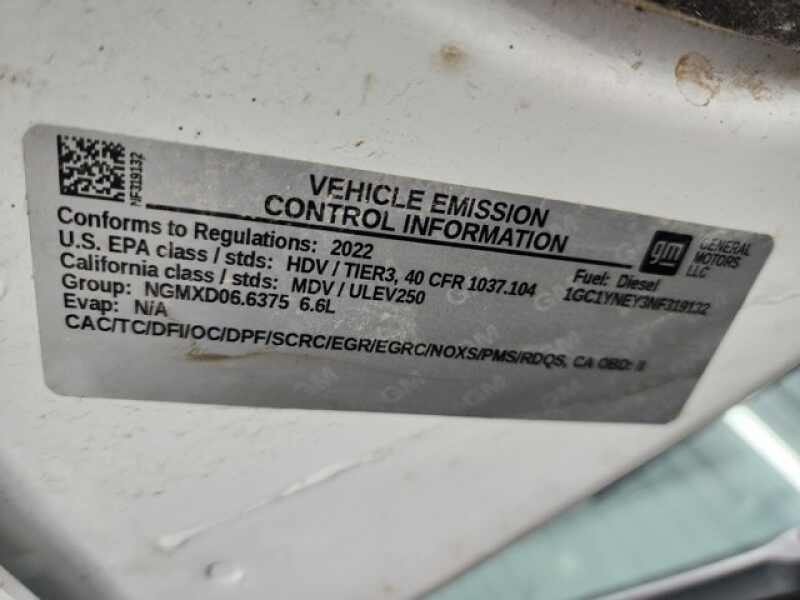 NF319132
VEHICLE EMISSION
CONTROL INFORMATION
Conforms to Regulations: 2022
U.S. EPA class / stds: HDV / TIER3, 40 CFR 1037.104
California class / stds: MDV / ULEV250
Group: NGMXD06.6375 6.6L
Evap: N/A
CAC/TC/DFI/OC/DPF/SCRC/EGR/EGRC/NOXS/PMS/RDQS, CA OBD: II
gm
GENERAL
MOTORS
LLC
Fuel: Diesel
1GC1YNEY3NF319132